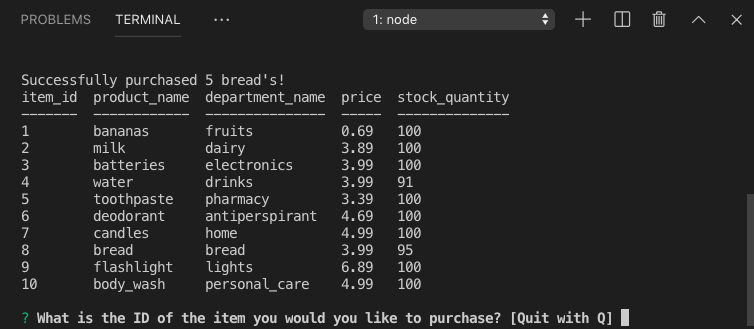 PROBLEMS TERMINAL ··· 1: node
Successfully purchased 5 bread's!
item_id product_name department_name price stock_quantity
------- ------------ --------------- ----- --------------
1 bananas fruits 0.69 100
2 milk dairy 3.89 100
3 batteries electronics 3.99 100
4 water drinks 3.99 91
5 toothpaste pharmacy 3.39 100
6 deodorant antiperspirant 4.69 100
7 candles home 4.99 100
8 bread bread 3.99 95
9 flashlight lights 6.89 100
10 body_wash personal_care 4.99 100
? What is the ID of the item you would you like to purchase? [Quit with Q]